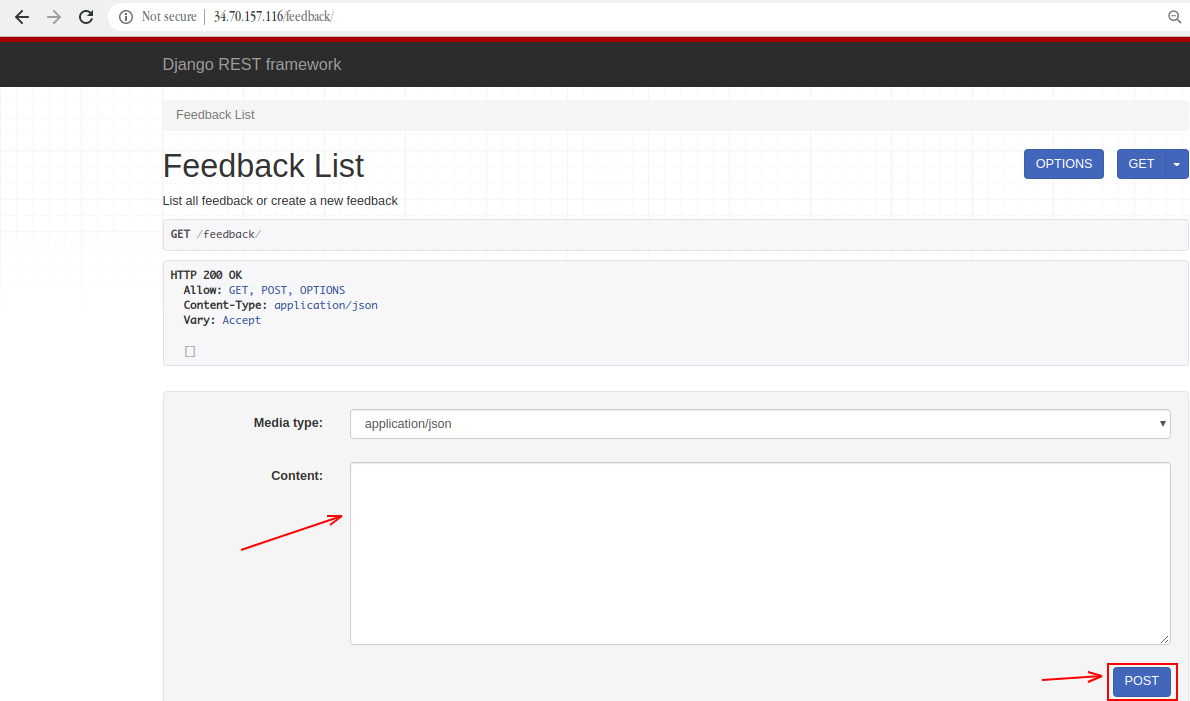 Not secure | 34.70.157.116/feedback/
Django REST framework
Feedback List
Feedback List
OPTIONS GET
List all feedback or create a new feedback
GET /feedback/
HTTP 200 OK
Allow: GET, POST, OPTIONS
Content-Type: application/json
Vary: Accept
[]
Media type: application/json
Content:
POST